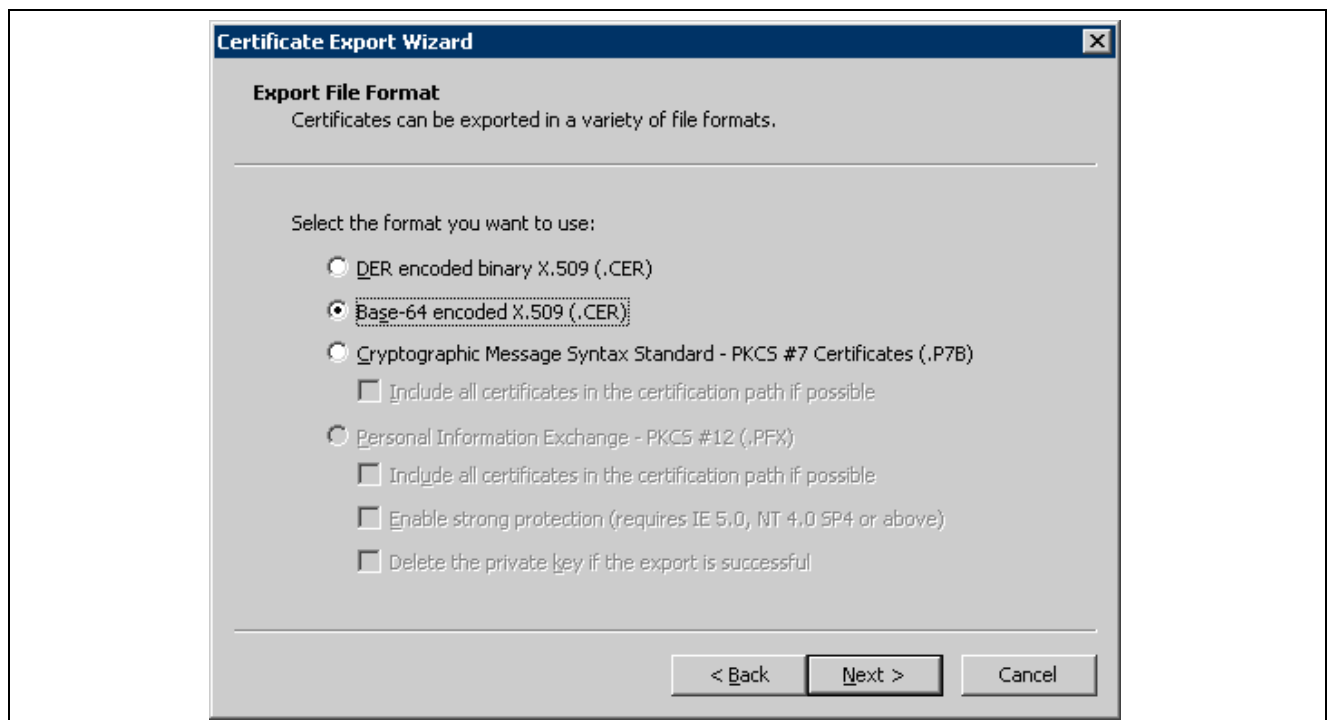 Certificate Export Wizard
Export File Format
Certificates can be exported in a variety of file formats.
Select the format you want to use:
DER encoded binary X.509 (.CER)
Base-64 encoded X.509 (.CER)
Cryptographic Message Syntax Standard - PKCS #7 Certificates (.P7B)
Include all certificates in the certification path if possible
Personal Information Exchange - PKCS #12 (.PFX)
Include all certificates in the certification path if possible
Enable strong protection (requires IE 5.0, NT 4.0 SP4 or above)
Delete the private key if the export is successful
< Back Next > Cancel